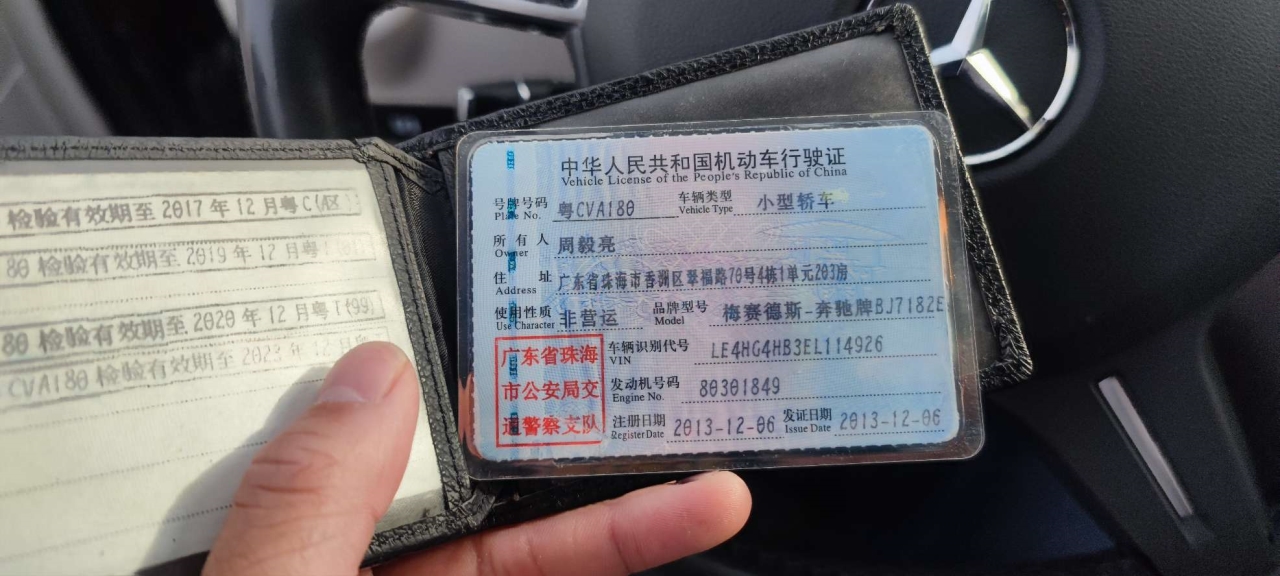 检验有效期至 2017 年 12 月粤 C
80 检验有效期至 2019 年 12 月粤
80 检验有效期至 2020 年 12 月粤
CVA180 检验有效期至 202
中华人民共和国机动车行驶证
Vehicle License of the People's Republic of China
号牌号码 粤CVA180 车辆类型 小型轿车
Plate No. Vehicle Type
所有人 周毅亮
Owner
住址 广东省珠海市香洲区翠福路70号4栋1单元203房
Address
使用性质 非营运 品牌型号 梅赛德斯-奔驰牌BJ7182E
Use Character Model
广东省珠海市公安局交通警察支队
车辆识别代号 LE4HG4HB3EL114926
VIN
发动机号码 80301849
Engine No.
注册日期 2013-12-06 发证日期 2013-12-06
Register Date Issue Date